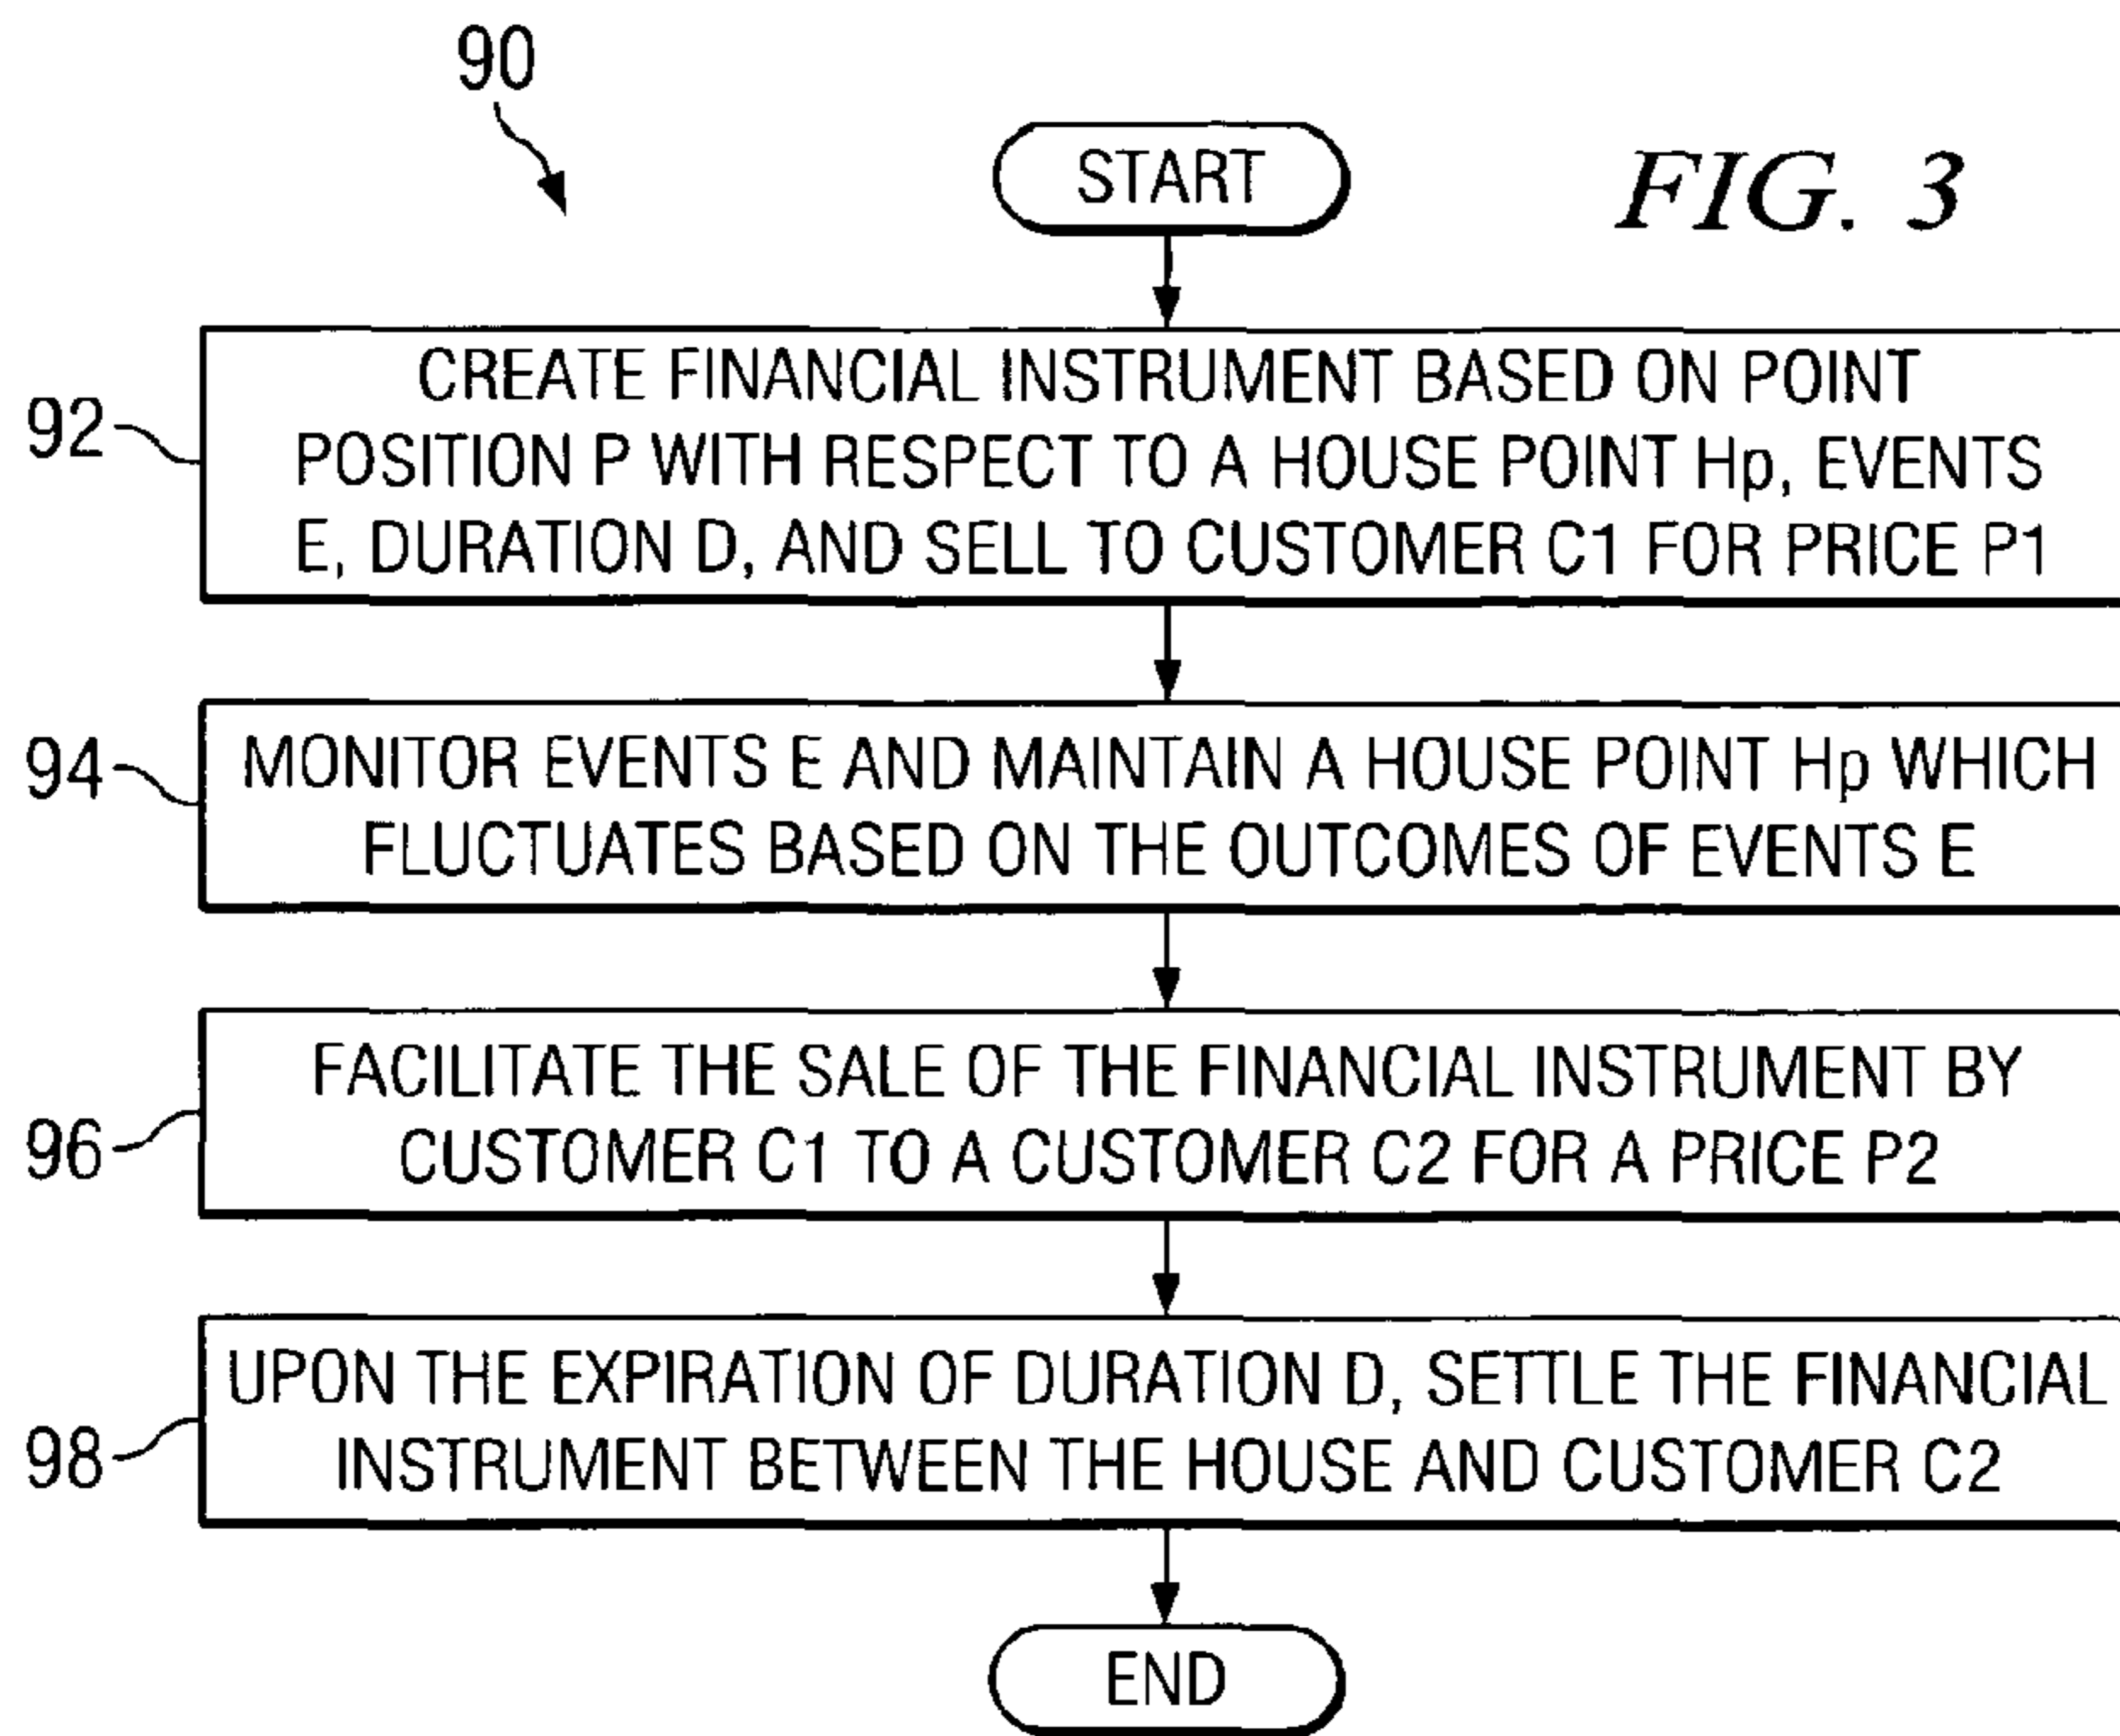 90
START
FIG. 3
92
CREATE FINANCIAL INSTRUMENT BASED ON POINT
POSITION P WITH RESPECT TO A HOUSE POINT Hp, EVENTS
E, DURATION D, AND SELL TO CUSTOMER C1 FOR PRICE P1
94
MONITOR EVENTS E AND MAINTAIN A HOUSE POINT Hp WHICH
FLUCTUATES BASED ON THE OUTCOMES OF EVENTS E
96
FACILITATE THE SALE OF THE FINANCIAL INSTRUMENT BY
CUSTOMER C1 TO A CUSTOMER C2 FOR A PRICE P2
98
UPON THE EXPIRATION OF DURATION D, SETTLE THE FINANCIAL
INSTRUMENT BETWEEN THE HOUSE AND CUSTOMER C2
END